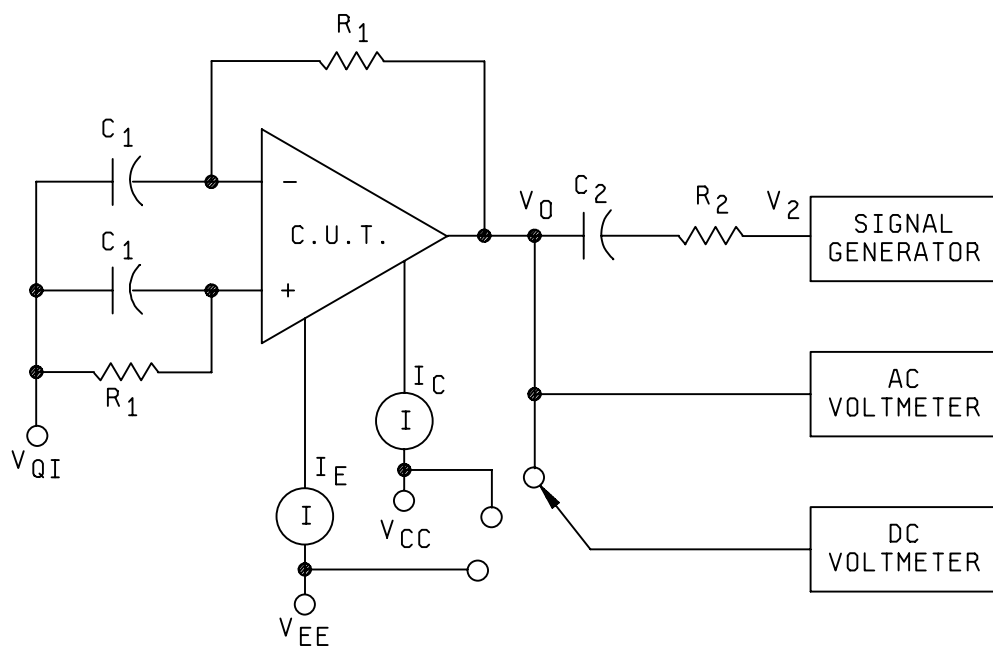 R1
C1
C1
R1
VQI
−
+
C.U.T.
VO
C2
R2
V2
SIGNAL
GENERATOR
AC
VOLTMETER
DC
VOLTMETER
IC
I
VCC
IE
I
VEE